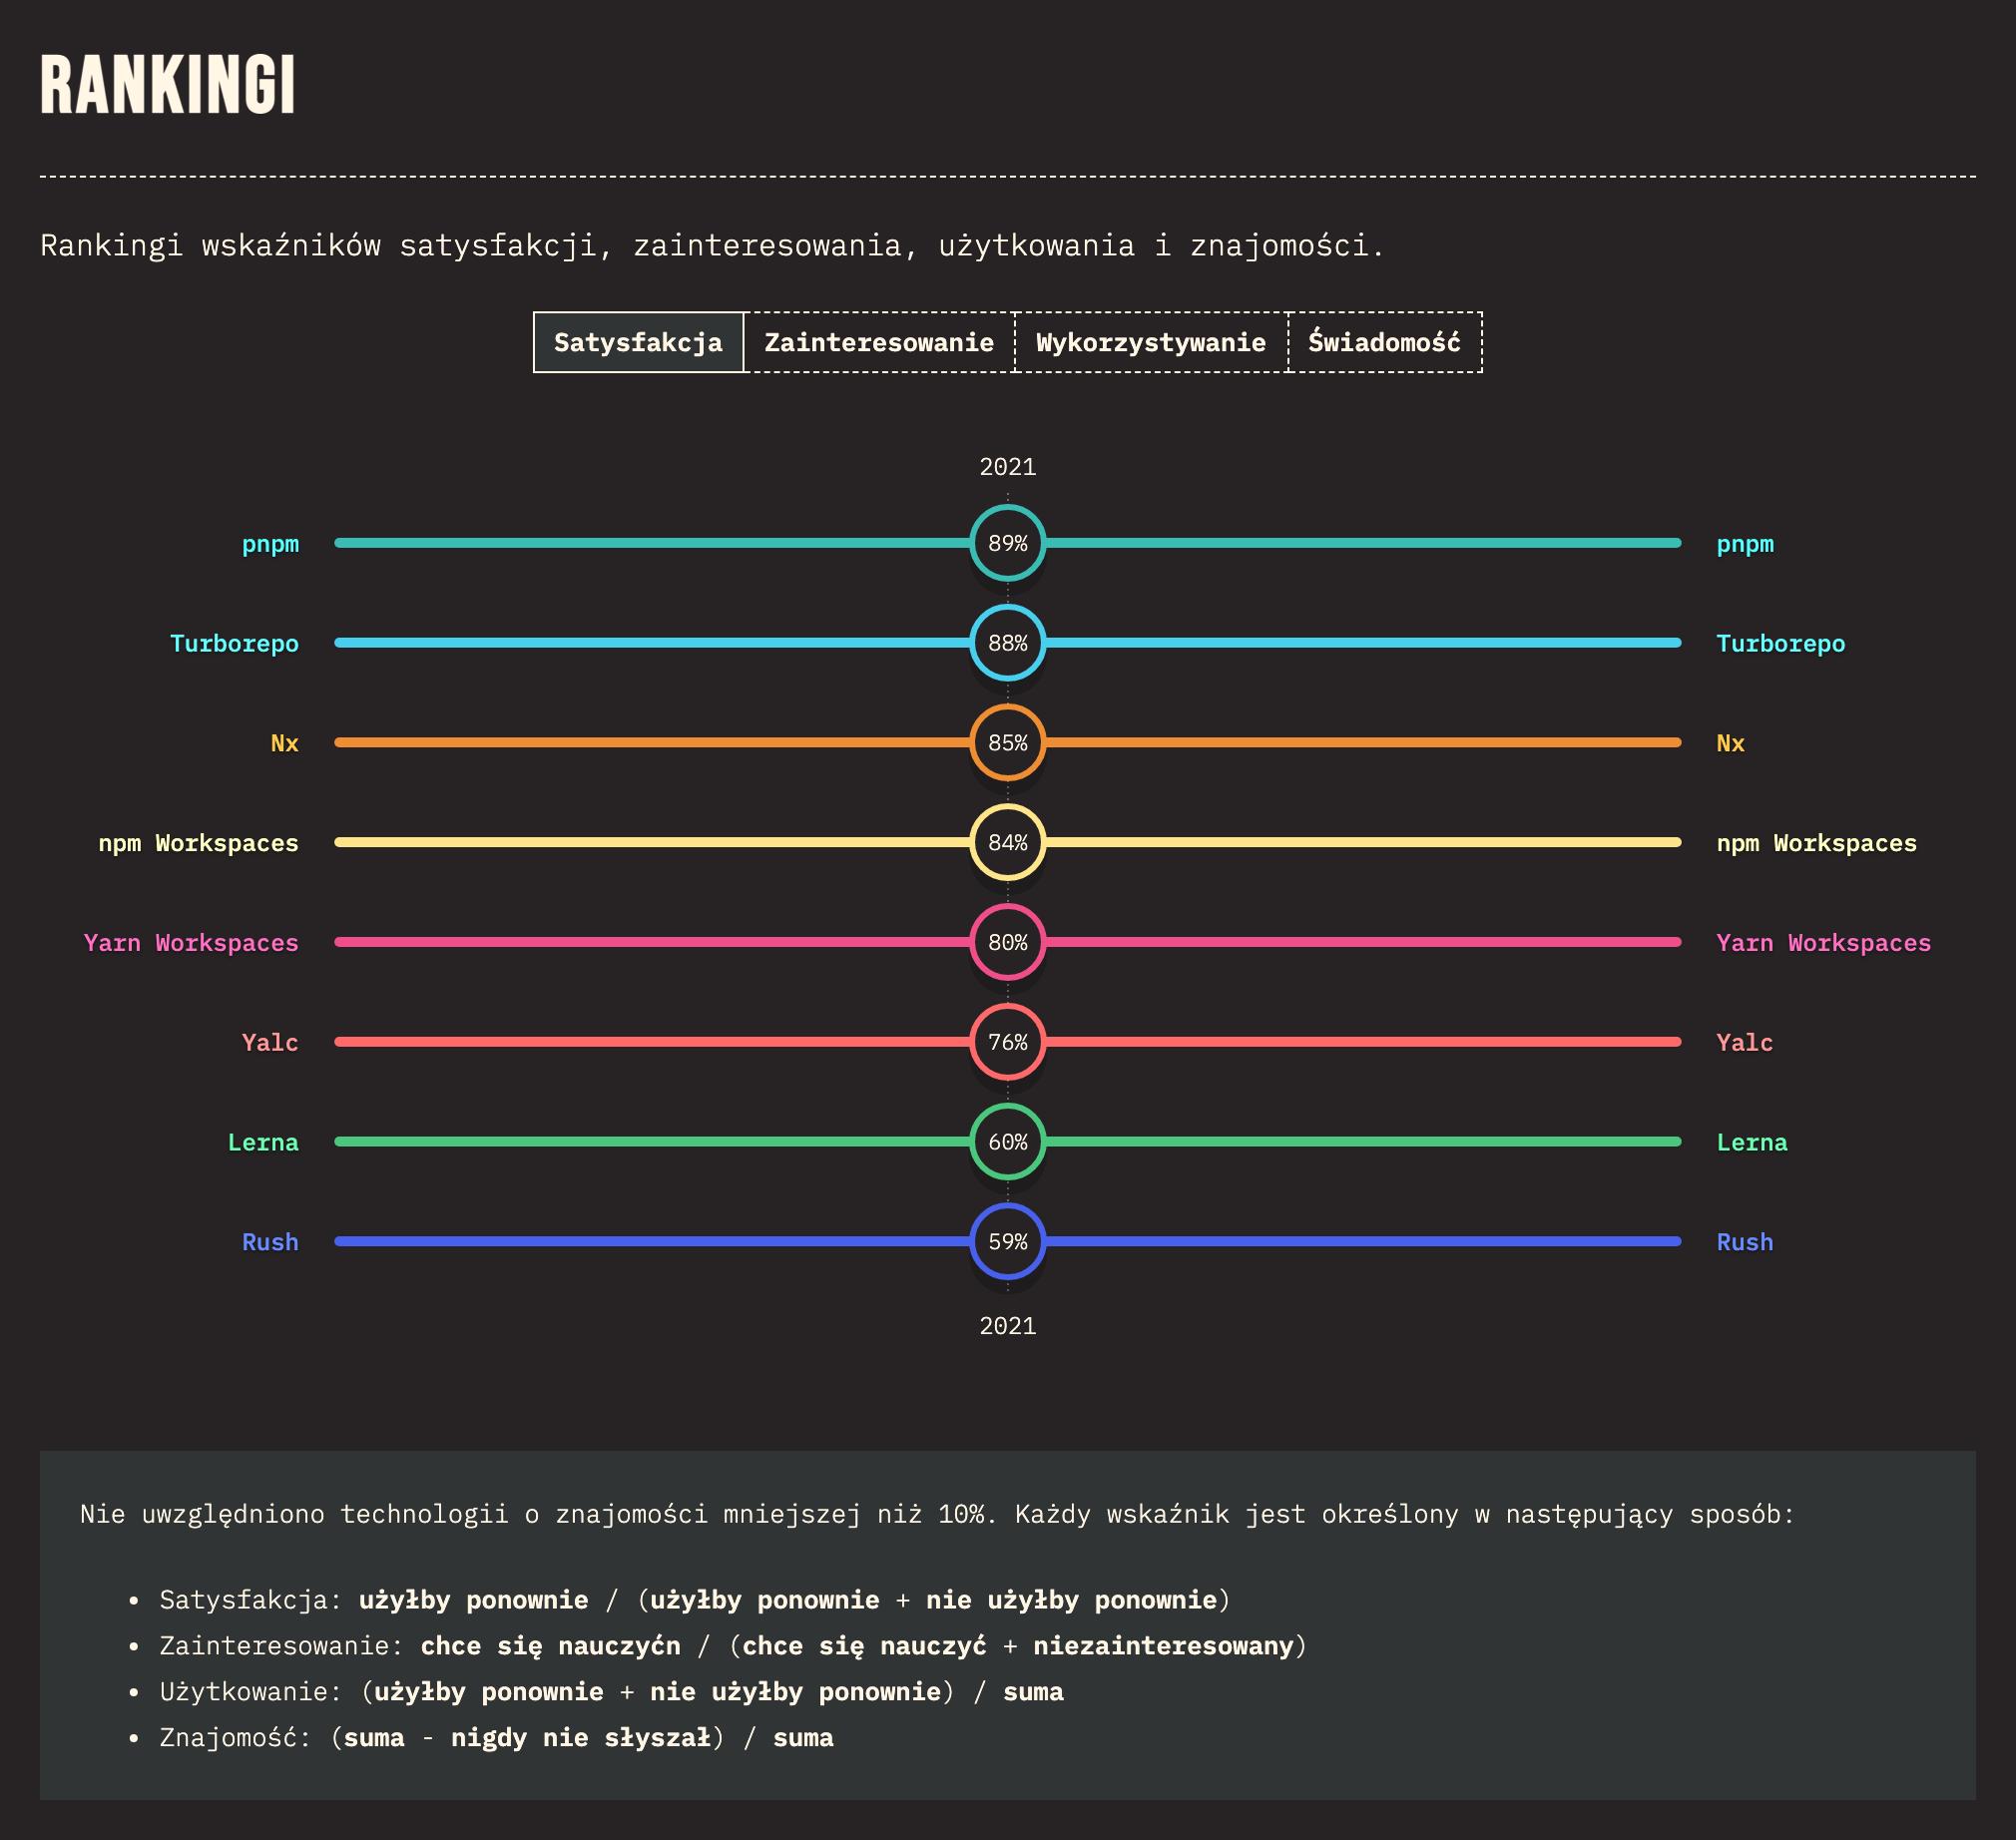 RANKINGI
Rankingi wskaźników satysfakcji, zainteresowania, użytkowania i znajomości.
Satysfakcja Zainteresowanie Wykorzystywanie Świadomość
2021
pnpm 89% pnpm
Turborepo 88% Turborepo
Nx 85% Nx
npm Workspaces 84% npm Workspaces
Yarn Workspaces 80% Yarn Workspaces
Yalc 76% Yalc
Lerna 60% Lerna
Rush 59% Rush
2021
Nie uwzględniono technologii o znajomości mniejszej niż 10%. Każdy wskaźnik jest określony w następujący sposób:
• Satysfakcja: użyłby ponownie / (użyłby ponownie + nie użyłby ponownie)
• Zainteresowanie: chce się nauczyćn / (chce się nauczyć + niezainteresowany)
• Użytkowanie: (użyłby ponownie + nie użyłby ponownie) / suma
• Znajomość: (suma - nigdy nie słyszał) / suma